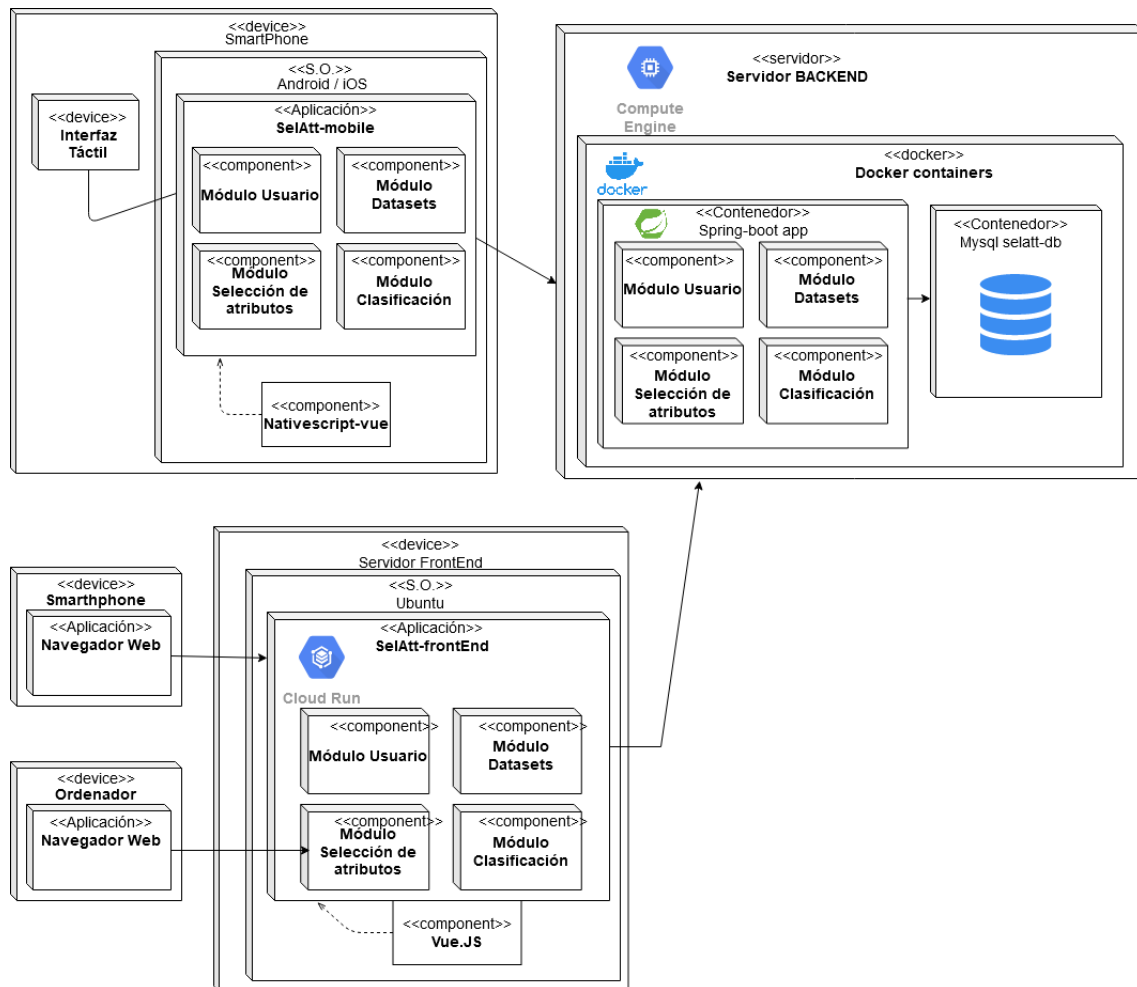 <<device>>
SmartPhone
<<S.O.>>
Android / iOS
<<device>>
Interfaz
Táctil
<<Aplicación>>
SelAtt-mobile
<<component>>
Módulo Usuario
<<component>>
Módulo
Datasets
<<component>>
Módulo
Selección de
atributos
<<component>>
Módulo
Clasificación
<<component>>
Nativescript-vue
<<servidor>>
Servidor BACKEND
Compute
Engine
docker
<<docker>>
Docker containers
<<Contenedor>>
Spring-boot app
<<component>>
Módulo Usuario
<<component>>
Módulo
Datasets
<<component>>
Módulo
Selección de
atributos
<<component>>
Módulo
Clasificación
<<Contenedor>>
Mysql selatt-db
<<device>>
Smarthphone
<<Aplicación>>
Navegador Web
<<device>>
Ordenador
<<Aplicación>>
Navegador Web
<<device>>
Servidor FrontEnd
<<S.O.>>
Ubuntu
<<Aplicación>>
SelAtt-frontEnd
Cloud Run
<<component>>
Módulo Usuario
<<component>>
Módulo
Datasets
<<component>>
Módulo
Selección de
atributos
<<component>>
Módulo
Clasificación
<<component>>
Vue.JS